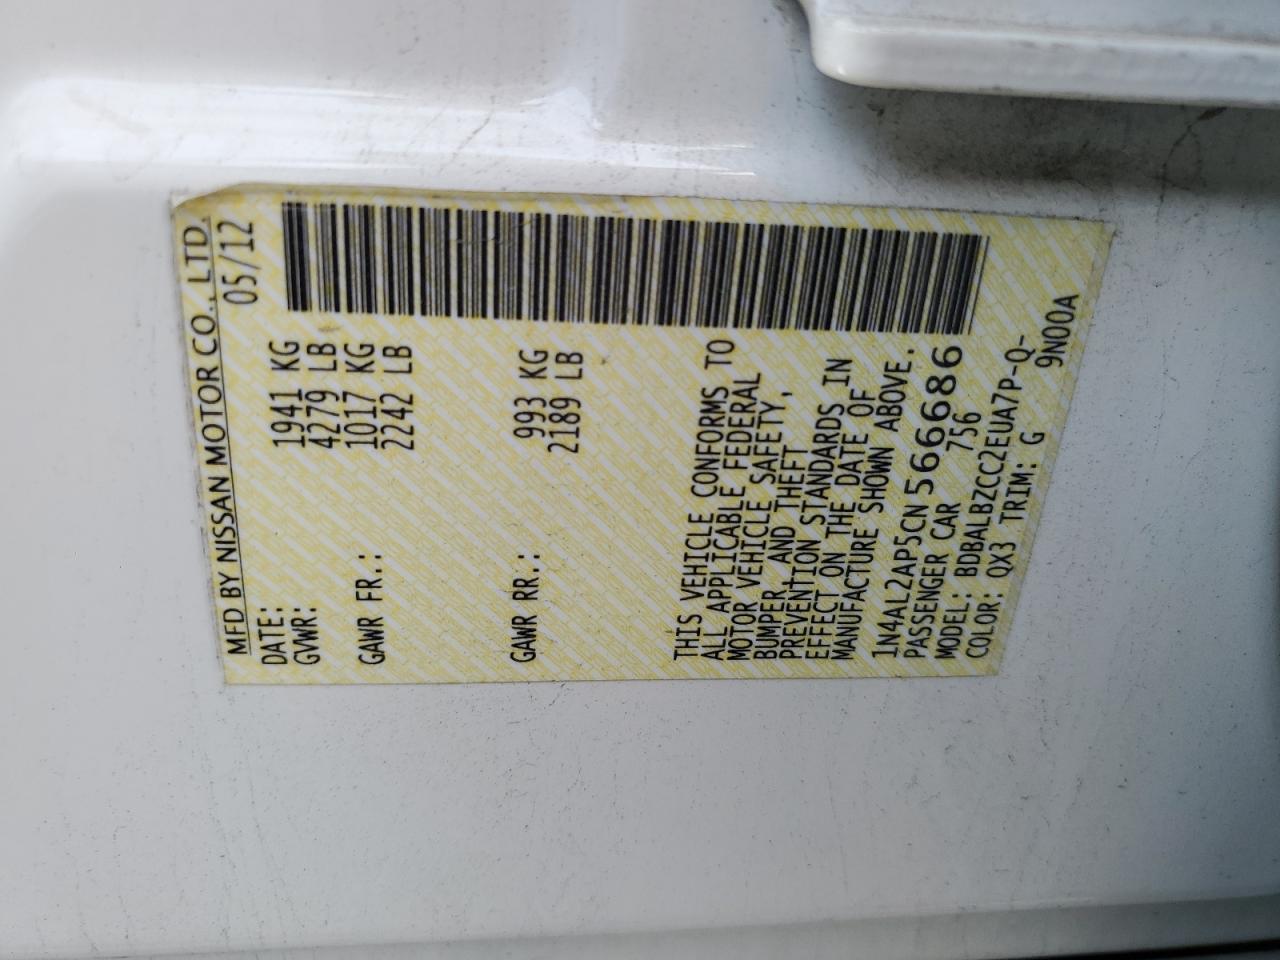 MFD BY NISSAN MOTOR CO., LTD.
DATE: 05/12
GVWR: 1941 KG
4279 LB
GAWR FR.: 1017 KG
2242 LB
GAWR RR.: 993 KG
2189 LB
THIS VEHICLE CONFORMS TO
ALL APPLICABLE FEDERAL
MOTOR VEHICLE SAFETY,
BUMPER, AND THEFT
PREVENTION STANDARDS IN
EFFECT ON THE DATE OF
MANUFACTURE SHOWN ABOVE.
1N4AL2AP5CN566686
PASSENGER CAR 756
MODEL: BDBALBZCC2EUA7P-Q-
COLOR: QX3 TRIM: G 9N00A